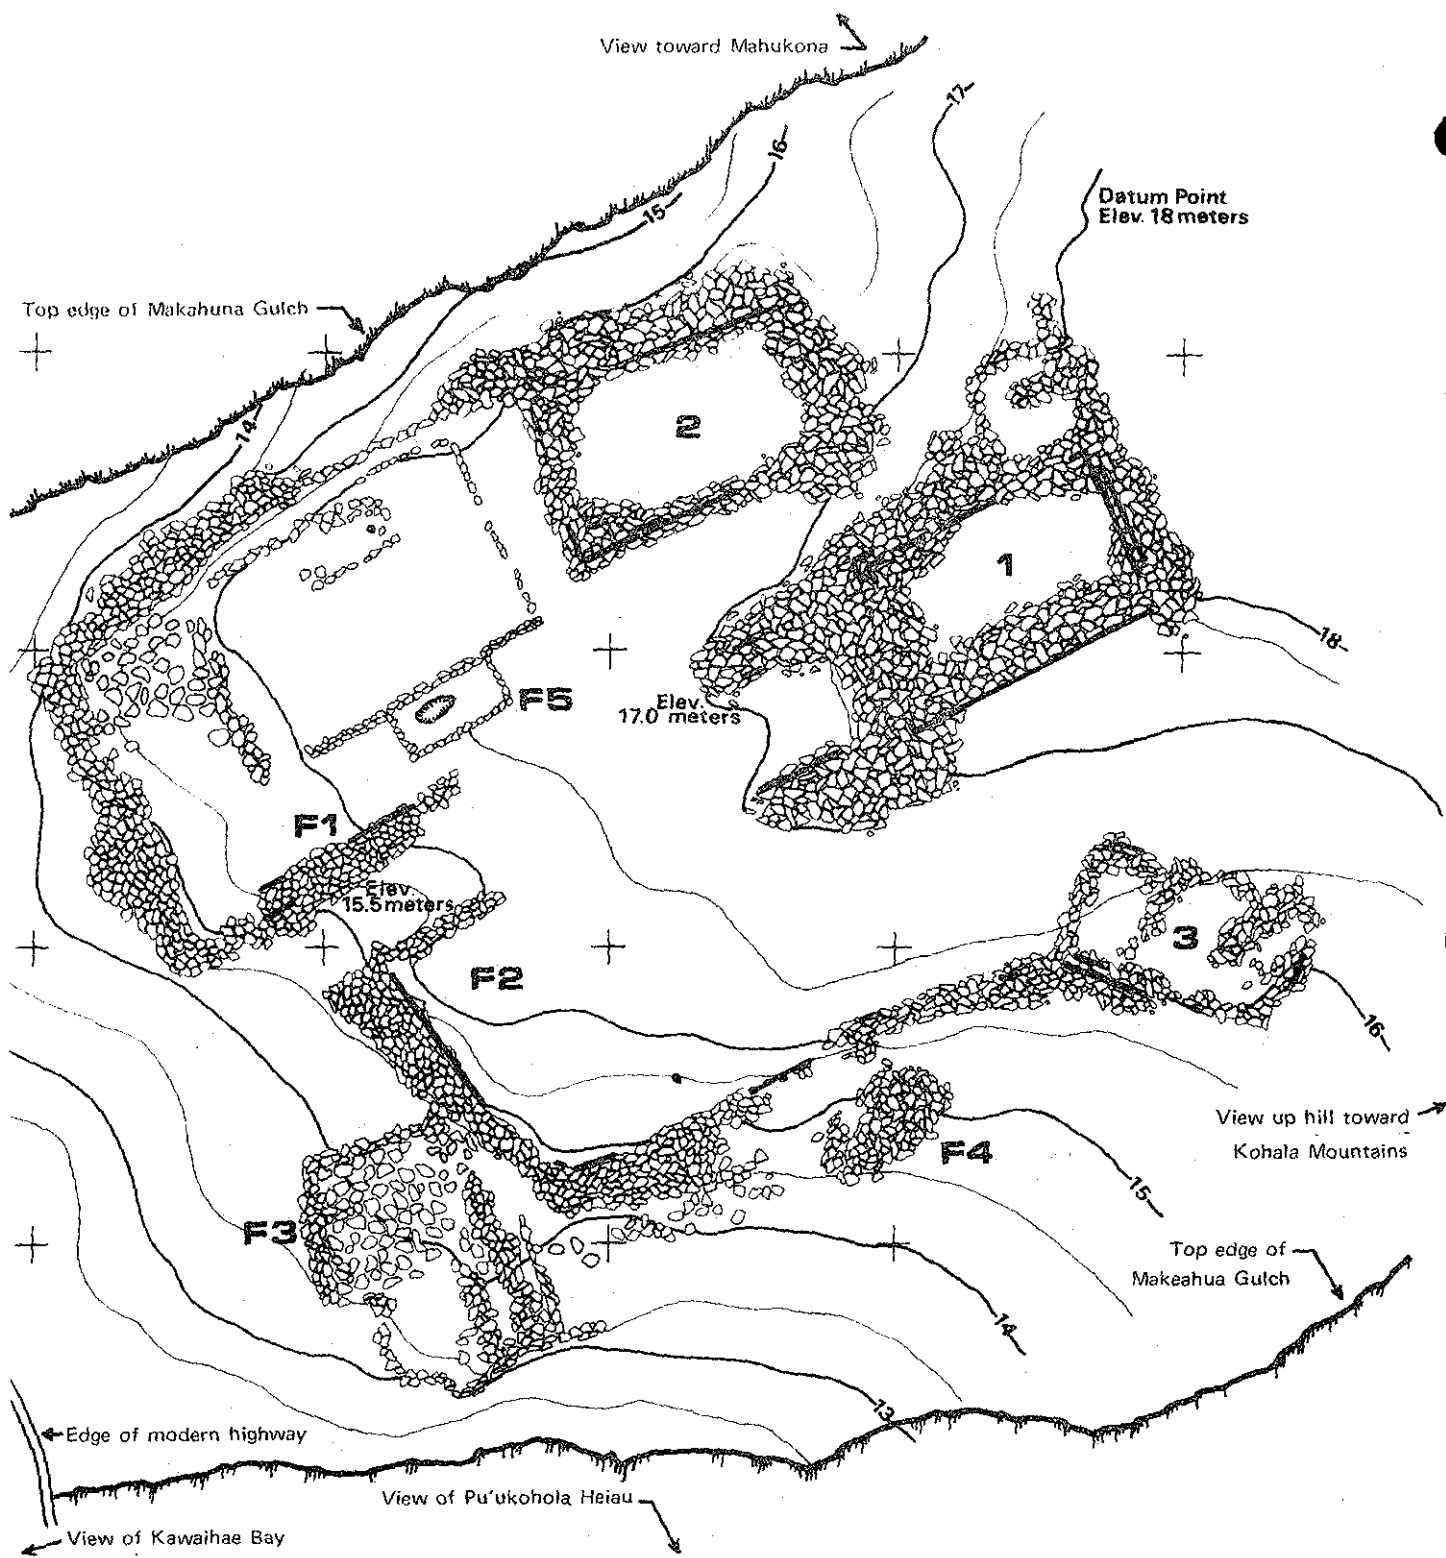 View toward Mahukona
17
16
Datum Point
Elev. 18 meters
15
Top edge of Makahuna Gulch
14
2
1
18
F5
Elev.
17.0 meters
F1
Elev.
15.5 meters
3
F2
16
View up hill toward
Kohala Mountains
F4
15
F3
Top edge of
Makeahua Gulch
14
13
Edge of modern highway
View of Pu'ukohola Heiau
View of Kawaihae Bay